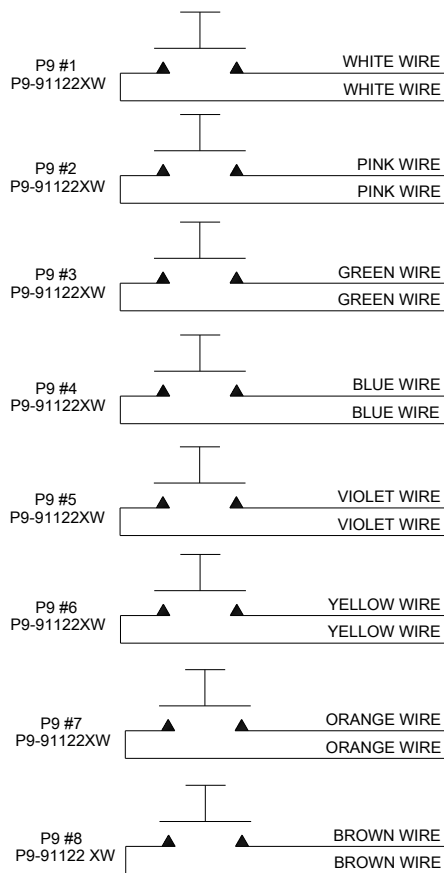 P9 #1
P9-91122XW
WHITE WIRE
WHITE WIRE
P9 #2
P9-91122XW
PINK WIRE
PINK WIRE
P9 #3
P9-91122XW
GREEN WIRE
GREEN WIRE
P9 #4
P9-91122XW
BLUE WIRE
BLUE WIRE
P9 #5
P9-91122XW
VIOLET WIRE
VIOLET WIRE
P9 #6
P9-91122XW
YELLOW WIRE
YELLOW WIRE
P9 #7
P9-91122XW
ORANGE WIRE
ORANGE WIRE
P9 #8
P9-91122 XW
BROWN WIRE
BROWN WIRE